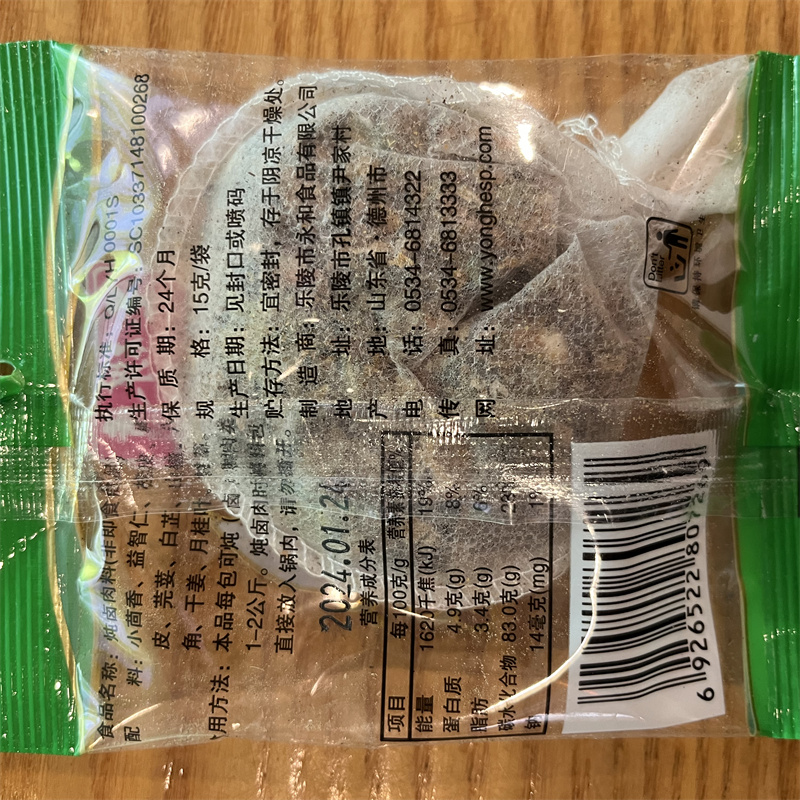 食品名称：炖卤肉料(非即食
配 料：小茴香、益智仁、
皮、芫荽、白芷、
角、干姜、月桂叶、
用方法：本品每包可炖(
1-2公斤。炖卤肉时
直接放入锅内，请勿
2024.01.24
营养成分表
项目 每100克/g 营养素
能量 1620千焦(kJ) 19%
蛋白质 4.9克(g) 8%
脂肪 3.4克(g) 6%
碳水化合物 83.0克(g)
钠 14毫克(mg)
执行标准：
生产许可证编号：SC10337148100268
保 质 期：24个月
规 格：15克/袋
生产日期：见封口或喷码
贮存方法：宜密封，存于阴凉干燥处。
制 造 商：乐陵市永和食品有限公司
地 址：乐陵市孔镇镇尹家村
产 地：山东省·德州市
电 话：0534-6814322
传 真：0534-6813333
网 址：www.yonghesp.com
Don't litter
6 926522 807